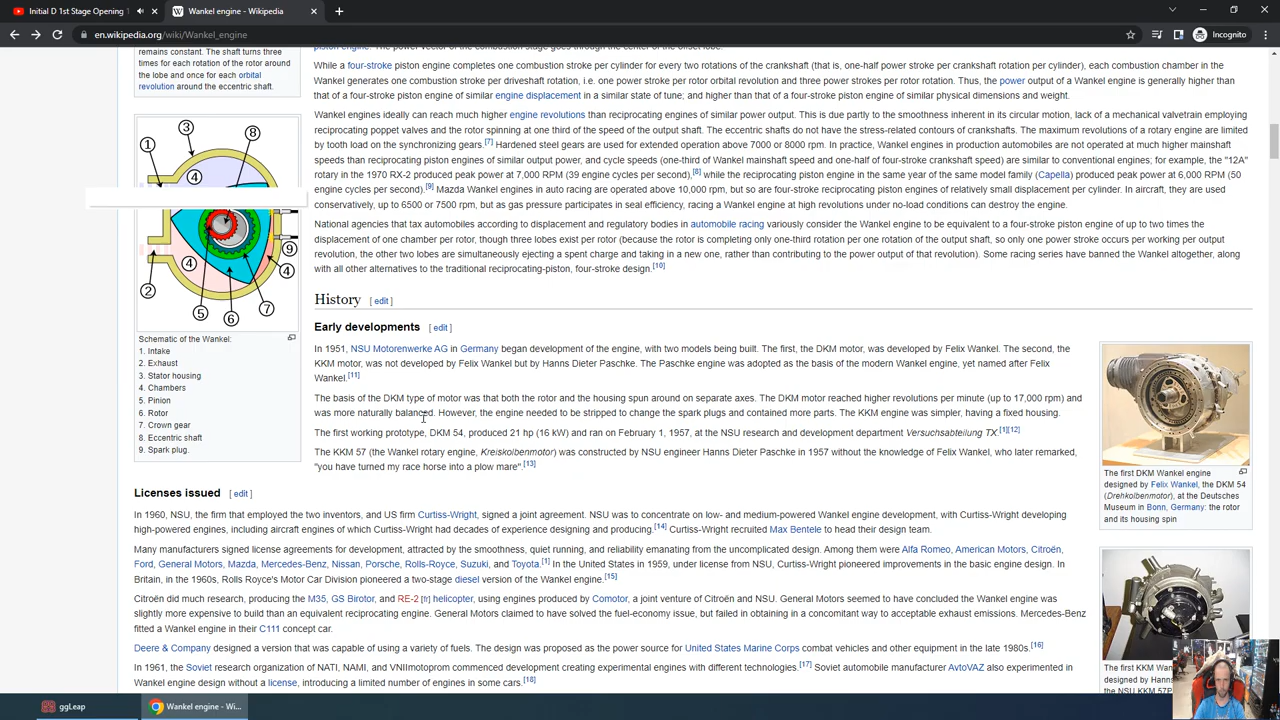 Initial D 1st Stage Opening 1
Wankel engine - Wikipedia
Incognito
en.wikipedia.org/wiki/Wankel_engine
remains constant. The shaft turns three
times for each rotation of the rotor around
the lobe and once for each orbital
revolution around the eccentric shaft.
3
8
1
4
9
4
4
2
7
5
6
Schematic of the Wankel:
1. Intake
2. Exhaust
3. Stator housing
4. Chambers
5. Pinion
6. Rotor
7. Crown gear
8. Eccentric shaft
9. Spark plug.
piston engine. The power vector of the combustion stage goes through the center of the offset lobe.
While a four-stroke piston engine completes one combustion stroke per cylinder for every two rotations of the crankshaft (that is, one-half power stroke per crankshaft rotation per cylinder), each combustion chamber in the
Wankel generates one combustion stroke per driveshaft rotation, i.e. one power stroke per rotor orbital revolution and three power strokes per rotor rotation. Thus, the power output of a Wankel engine is generally higher than
that of a four-stroke piston engine of similar engine displacement in a similar state of tune; and higher than that of a four-stroke piston engine of similar physical dimensions and weight.
Wankel engines ideally can reach much higher engine revolutions than reciprocating engines of similar power output. This is due partly to the smoothness inherent in its circular motion, lack of a mechanical valvetrain employing
reciprocating poppet valves and the rotor spinning at one third of the speed of the output shaft. The eccentric shafts do not have the stress-related contours of crankshafts. The maximum revolutions of a rotary engine are limited
by tooth load on the synchronizing gears.[7] Hardened steel gears are used for extended operation above 7000 or 8000 rpm. In practice, Wankel engines in production automobiles are not operated at much higher mainshaft
speeds than reciprocating piston engines of similar output power, and cycle speeds (one-third of Wankel mainshaft speed and one-half of four-stroke crankshaft speed) are similar to conventional engines; for example, the "12A"
rotary in the 1970 RX-2 produced peak power at 7,000 RPM (39 engine cycles per second),[8] while the reciprocating piston engine in the same year of the same model family (Capella) produced peak power at 6,000 RPM (50
engine cycles per second).[9] Mazda Wankel engines in auto racing are operated above 10,000 rpm, but so are four-stroke reciprocating piston engines of relatively small displacement per cylinder. In aircraft, they are used
conservatively, up to 6500 or 7500 rpm, but as gas pressure participates in seal efficiency, racing a Wankel engine at high revolutions under no-load conditions can destroy the engine.
National agencies that tax automobiles according to displacement and regulatory bodies in automobile racing variously consider the Wankel engine to be equivalent to a four-stroke piston engine of up to two times the
displacement of one chamber per rotor, though three lobes exist per rotor (because the rotor is completing only one-third rotation per one rotation of the output shaft, so only one power stroke occurs per working per output
revolution, the other two lobes are simultaneously ejecting a spent charge and taking in a new one, rather than contributing to the power output of that revolution). Some racing series have banned the Wankel altogether, along
with all other alternatives to the traditional reciprocating-piston, four-stroke design.[10]
History [ edit ]
Early developments [ edit ]
In 1951, NSU Motorenwerke AG in Germany began development of the engine, with two models being built. The first, the DKM motor, was developed by Felix Wankel. The second, the
KKM motor, was not developed by Felix Wankel but by Hanns Dieter Paschke. The Paschke engine was adopted as the basis of the modern Wankel engine, yet named after Felix
Wankel.[11]
The basis of the DKM type of motor was that both the rotor and the housing spun around on separate axes. The DKM motor reached higher revolutions per minute (up to 17,000 rpm) and
was more naturally balanced. However, the engine needed to be stripped to change the spark plugs and contained more parts. The KKM engine was simpler, having a fixed housing.
The first working prototype, DKM 54, produced 21 hp (16 kW) and ran on February 1, 1957, at the NSU research and development department Versuchsabteilung TX.[1][12]
The KKM 57 (the Wankel rotary engine, Kreiskolbenmotor) was constructed by NSU engineer Hanns Dieter Paschke in 1957 without the knowledge of Felix Wankel, who later remarked,
"you have turned my race horse into a plow mare".[13]
The first DKM Wankel engine
designed by Felix Wankel, the DKM 54
(Drehkolbenmotor), at the Deutsches
Museum in Bonn, Germany: the rotor
and its housing spin
Licenses issued [ edit ]
In 1960, NSU, the firm that employed the two inventors, and US firm Curtiss-Wright, signed a joint agreement. NSU was to concentrate on low- and medium-powered Wankel engine development, with Curtiss-Wright developing
high-powered engines, including aircraft engines of which Curtiss-Wright had decades of experience designing and producing.[14] Curtiss-Wright recruited Max Bentele to head their design team.
Many manufacturers signed license agreements for development, attracted by the smoothness, quiet running, and reliability emanating from the uncomplicated design. Among them were Alfa Romeo, American Motors, Citroën,
Ford, General Motors, Mazda, Mercedes-Benz, Nissan, Porsche, Rolls-Royce, Suzuki, and Toyota.[1] In the United States in 1959, under license from NSU, Curtiss-Wright pioneered improvements in the basic engine design. In
Britain, in the 1960s, Rolls Royce's Motor Car Division pioneered a two-stage diesel version of the Wankel engine.[15]
Citroën did much research, producing the M35, GS Birotor, and RE-2 [fr] helicopter, using engines produced by Comotor, a joint venture of Citroën and NSU. General Motors seemed to have concluded the Wankel engine was
slightly more expensive to build than an equivalent reciprocating engine. General Motors claimed to have solved the fuel-economy issue, but failed in obtaining in a concomitant way to acceptable exhaust emissions. Mercedes-Benz
fitted a Wankel engine in their C111 concept car.
Deere & Company designed a version that was capable of using a variety of fuels. The design was proposed as the power source for United States Marine Corps combat vehicles and other equipment in the late 1980s.[16]
In 1961, the Soviet research organization of NATI, NAMI, and VNIImotoprom commenced development creating experimental engines with different technologies.[17] Soviet automobile manufacturer AvtoVAZ also experimented in
Wankel engine design without a license, introducing a limited number of engines in some cars.[18]
The first KKM Wankel
designed by Hanns
the NSU KKM 57P
ggLeap
Wankel engine - Wi...